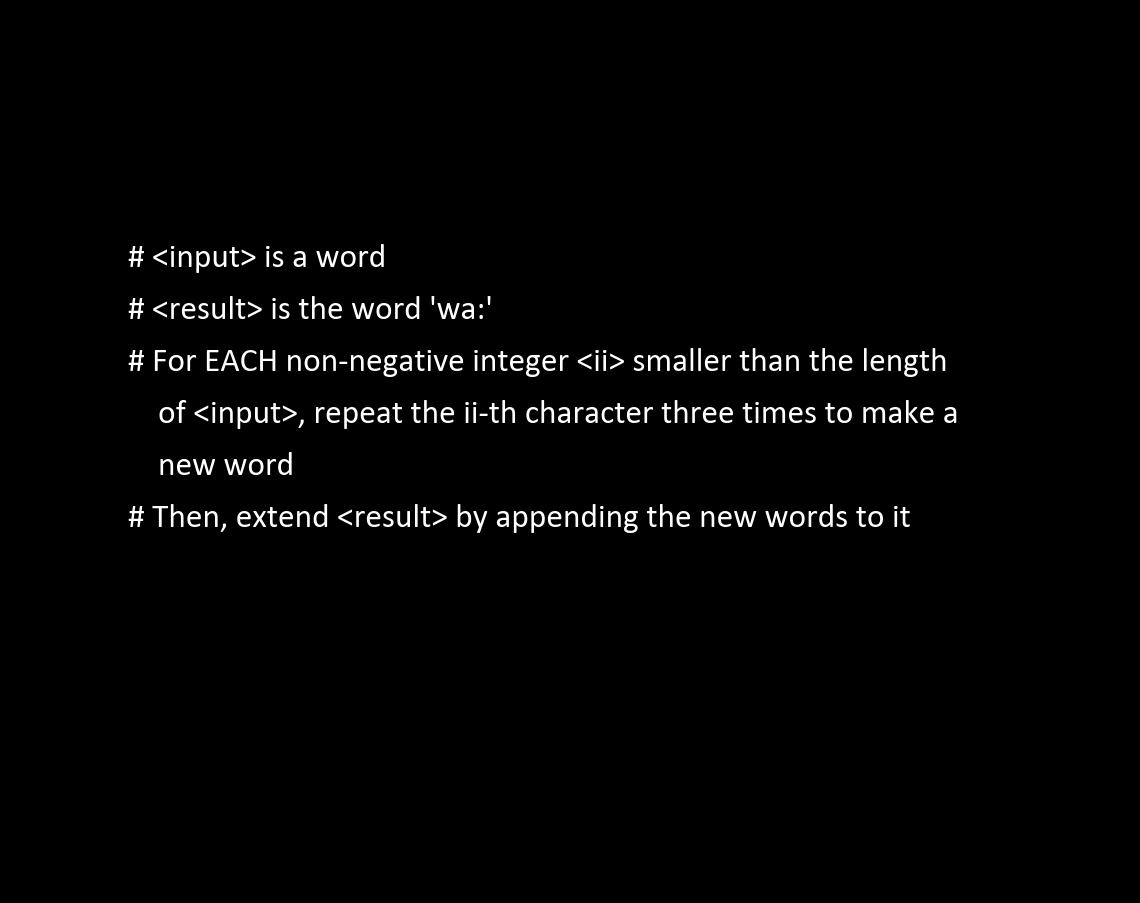 # <input> is a word
# <result> is the word 'wa:'
# For EACH non-negative integer <ii> smaller than the length
of <input>, repeat the ii-th character three times to make a
new word
# Then, extend <result> by appending the new words to it